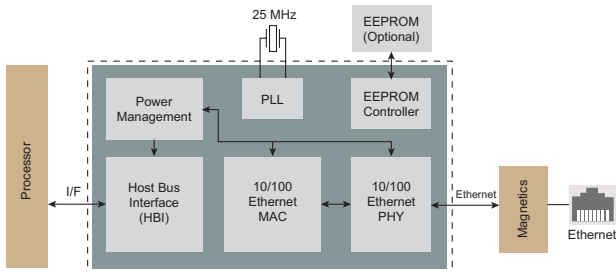 25 MHz
EEPROM
(Optional)
Power
Management
PLL
EEPROM
Controller
Processor
I/F
Host Bus
Interface
(HBI)
10/100
Ethernet
MAC
10/100
Ethernet
PHY
Ethernet
Magnetics
Ethernet